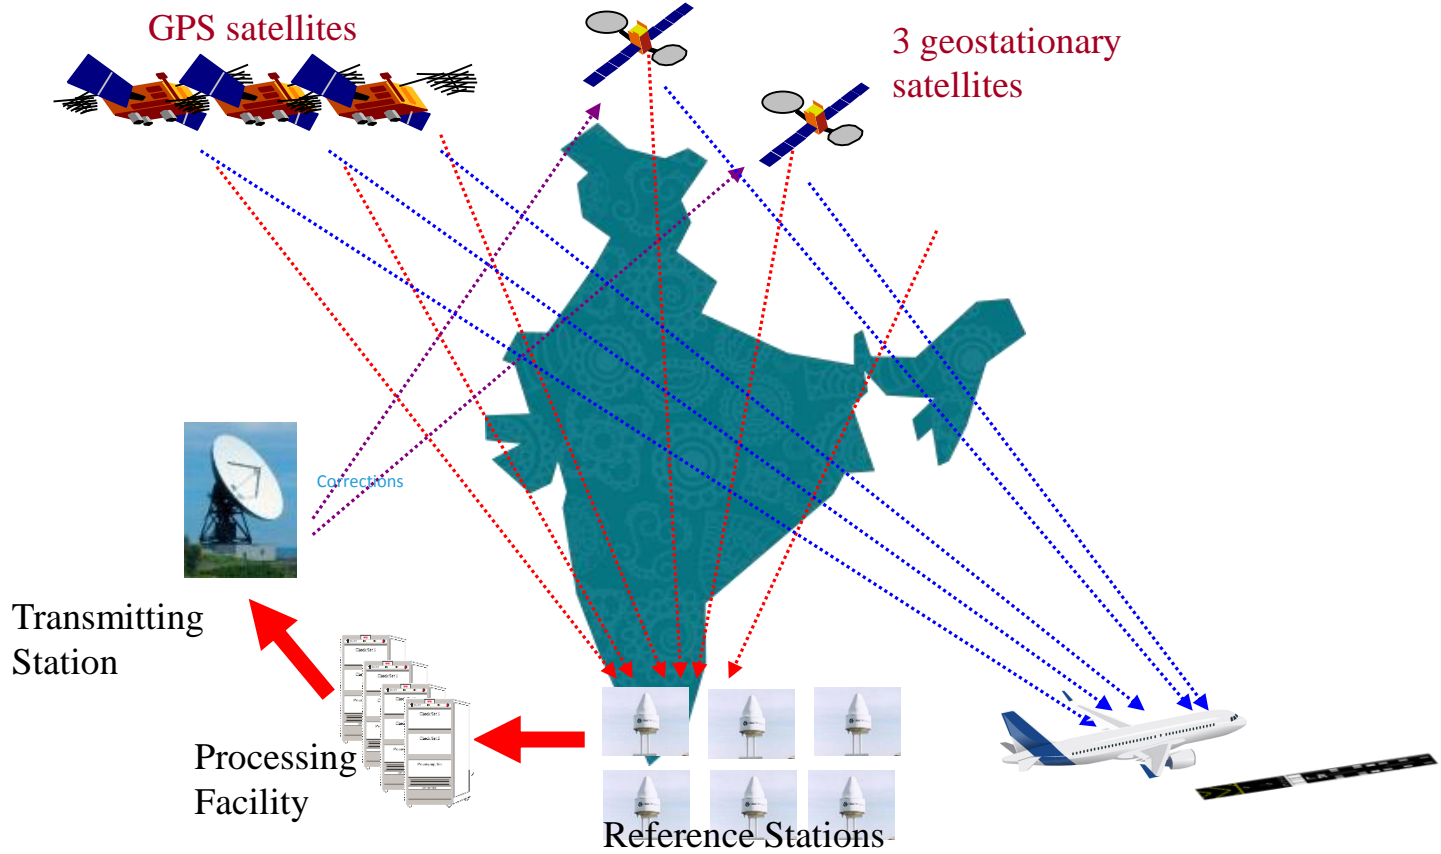 GPS satellites
3 geostationary
satellites
Corrections
Transmitting
Station
Processing
Facility
Reference Stations